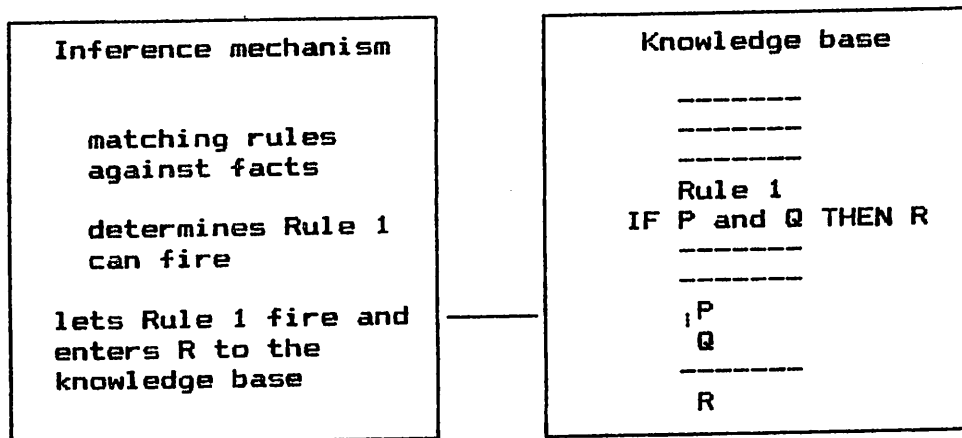 Inference mechanism
matching rules
against facts
determines Rule 1
can fire
lets Rule 1 fire and
enters R to the
knowledge base
Knowledge base
-------
-------
-------
Rule 1
IF P and Q THEN R
-------
-------
P
Q
-------
R